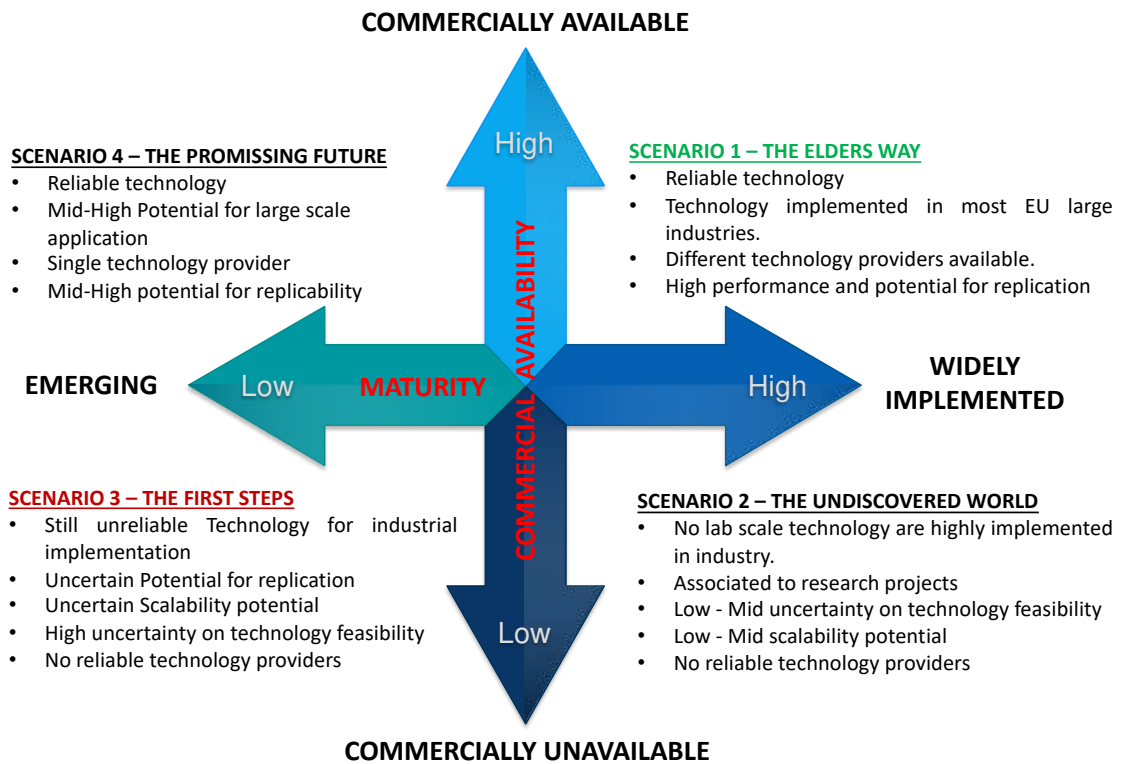 COMMERCIALLY AVAILABLE
High
SCENARIO 4 – THE PROMISSING FUTURE
• Reliable technology
• Mid-High Potential for large scale
application
• Single technology provider
• Mid-High potential for replicability
SCENARIO 1 – THE ELDERS WAY
• Reliable technology
• Technology implemented in most EU large
industries.
• Different technology providers available.
• High performance and potential for replication
COMMERCIAL AVAILABILITY
EMERGING
Low
MATURITY
High
WIDELY
IMPLEMENTED
SCENARIO 3 – THE FIRST STEPS
• Still unreliable Technology for industrial
implementation
• Uncertain Potential for replication
• Uncertain Scalability potential
• High uncertainty on technology feasibility
• No reliable technology providers
SCENARIO 2 – THE UNDISCOVERED WORLD
• No lab scale technology are highly implemented
in industry.
• Associated to research projects
• Low - Mid uncertainty on technology feasibility
• Low - Mid scalability potential
• No reliable technology providers
Low
COMMERCIALLY UNAVAILABLE